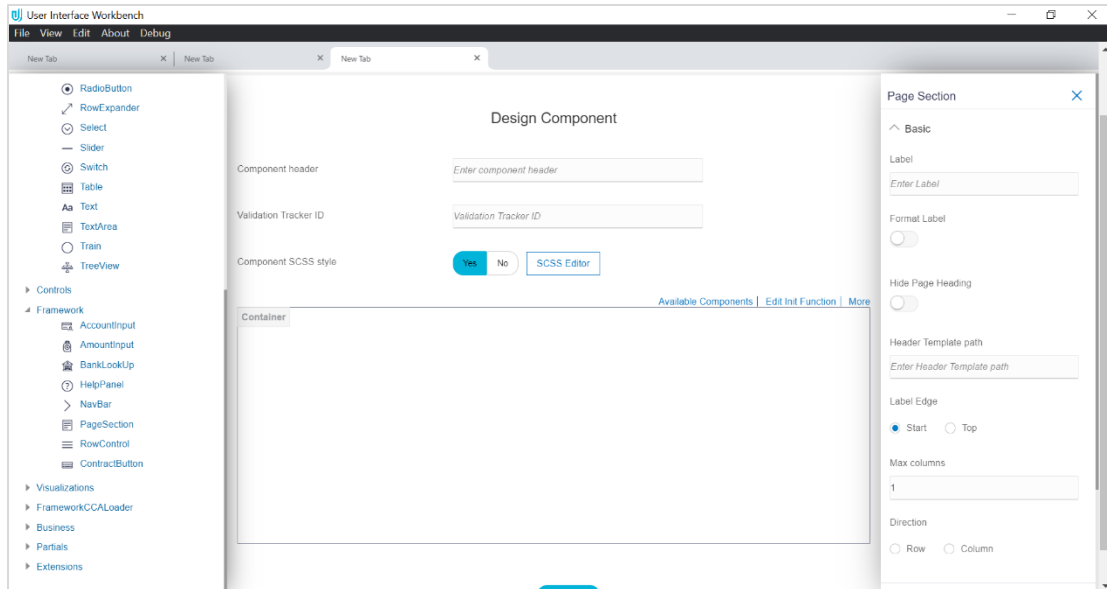 User Interface Workbench
File View Edit About Debug
New Tab
New Tab
New Tab
RadioButton
RowExpander
Select
Slider
Switch
Table
Aa Text
TextArea
Train
TreeView
Controls
Framework
AccountInput
AmountInput
BankLookUp
HelpPanel
NavBar
PageSection
RowControl
ContractButton
Visualizations
FrameworkCCALoader
Business
Partials
Extensions
Design Component
Component header
Enter component header
Validation Tracker ID
Validation Tracker ID
Component SCSS style
Yes No SCSS Editor
Available Components | Edit Init Function | More
Container
Page Section
Basic
Label
Enter Label
Format Label
Hide Page Heading
Header Template path
Enter Header Template path
Label Edge
Start Top
Max columns
1
Direction
Row Column